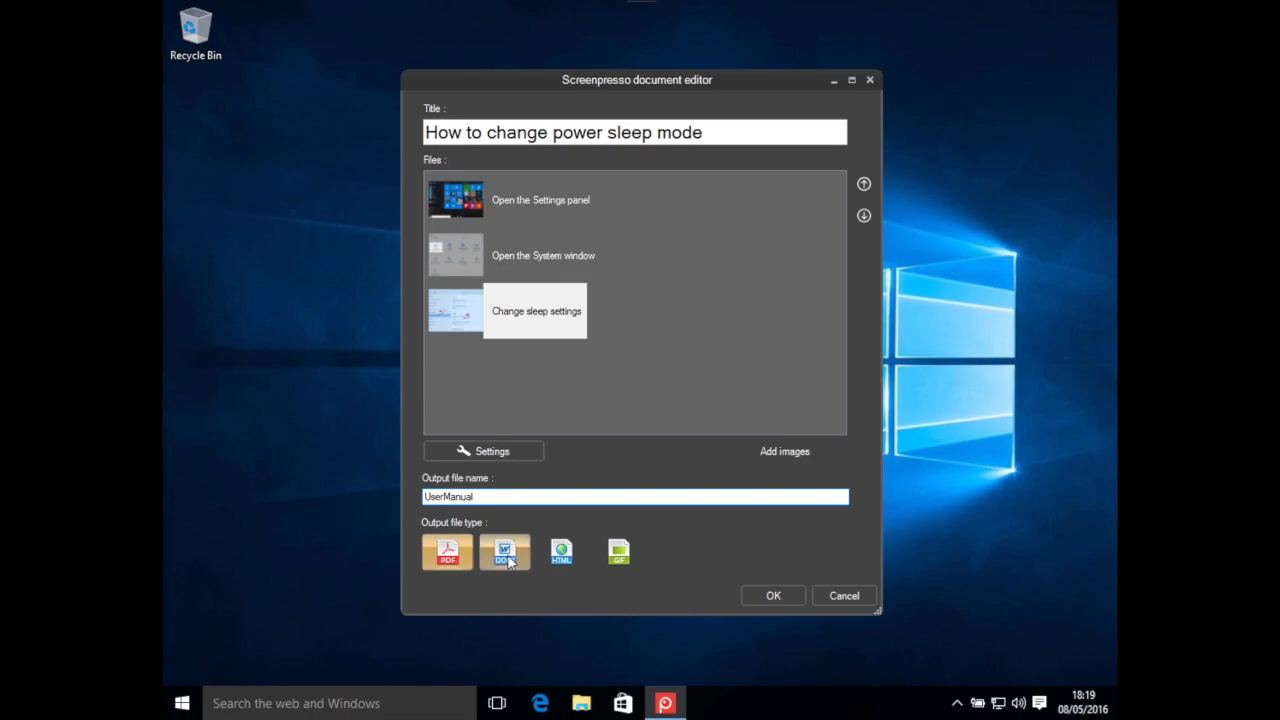 Recycle Bin
Screenpresso document editor
Title :
How to change power sleep mode
Files :
Open the Settings panel
Open the System window
Change sleep settings
Settings
Add images
Output file name :
UserManual
Output file type :
PDF
HTML
GIF
OK
Cancel
Search the web and Windows
18:19
08/05/2016